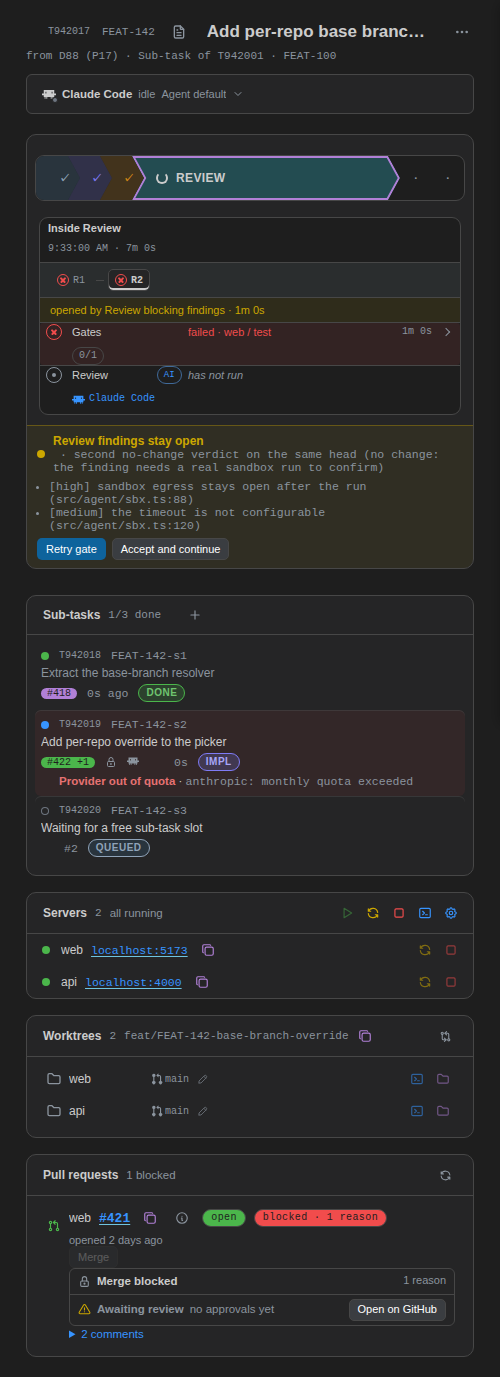 T942017 FEAT-142 Add per-repo base branc…
from D88 (P17) · Sub-task of T942001 · FEAT-100
Claude Code idle Agent default
REVIEW
Inside Review
9:33:00 AM · 7m 0s
R1 R2
opened by Review blocking findings · 1m 0s
Gates failed · web / test 1m 0s
0/1
Review AI has not run
Claude Code
Review findings stay open
· second no-change verdict on the same head (no change:
the finding needs a real sandbox run to confirm)
• [high] sandbox egress stays open after the run
(src/agent/sbx.ts:88)
• [medium] the timeout is not configurable
(src/agent/sbx.ts:120)
Retry gate Accept and continue
Sub-tasks 1/3 done
T942018 FEAT-142-s1
Extract the base-branch resolver
#418 0s ago DONE
T942019 FEAT-142-s2
Add per-repo override to the picker
#422 +1 0s IMPL
Provider out of quota · anthropic: monthly quota exceeded
T942020 FEAT-142-s3
Waiting for a free sub-task slot
#2 QUEUED
Servers 2 all running
web localhost:5173
api localhost:4000
Worktrees 2 feat/FEAT-142-base-branch-override
web main
api main
Pull requests 1 blocked
web #421 open blocked · 1 reason
opened 2 days ago
Merge
Merge blocked 1 reason
Awaiting review no approvals yet Open on GitHub
2 comments